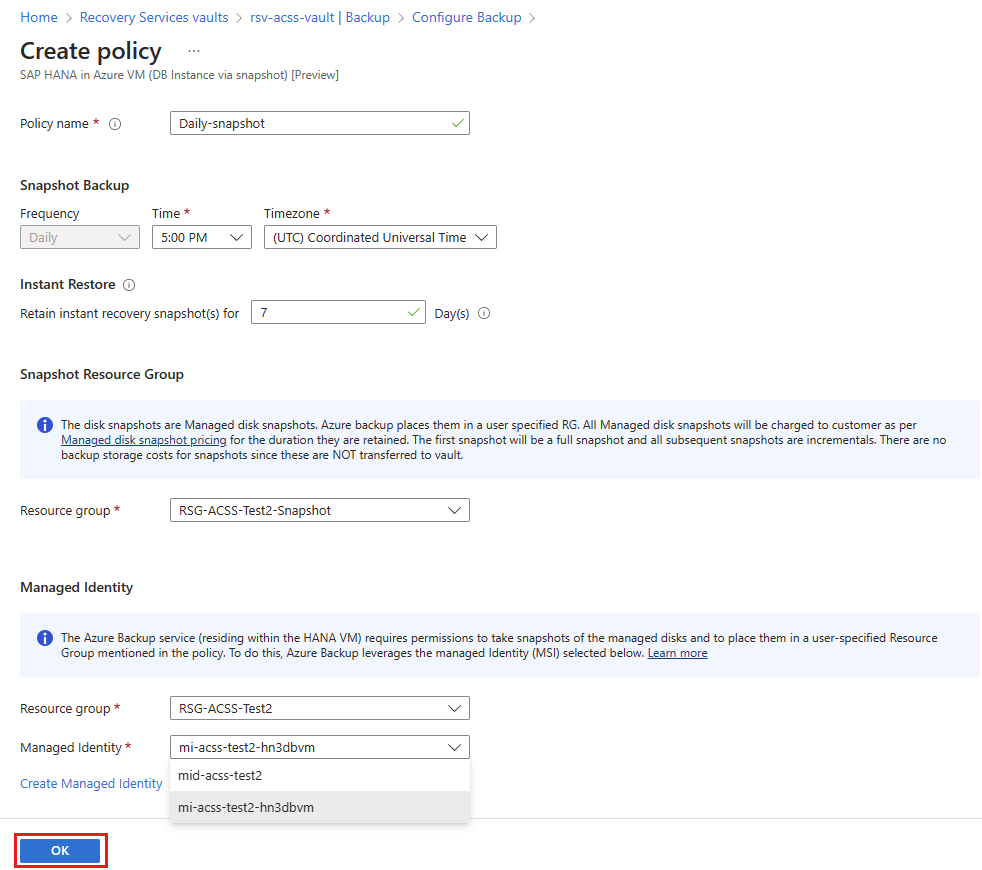 Home > Recovery Services vaults > rsv-acss-vault | Backup > Configure Backup >
Create policy ...
SAP HANA in Azure VM (DB Instance via snapshot) [Preview]
Policy name * Daily-snapshot
Snapshot Backup
Frequency Time * Timezone *
Daily 5:00 PM (UTC) Coordinated Universal Time
Instant Restore
Retain instant recovery snapshot(s) for 7 Day(s)
Snapshot Resource Group
The disk snapshots are Managed disk snapshots. Azure backup places them in a user specified RG. All Managed disk snapshots will be charged to customer as per
Managed disk snapshot pricing for the duration they are retained. The first snapshot will be a full snapshot and all subsequent snapshots are incrementals. There are no
backup storage costs for snapshots since these are NOT transferred to vault.
Resource group * RSG-ACSS-Test2-Snapshot
Managed Identity
The Azure Backup service (residing within the HANA VM) requires permissions to take snapshots of the managed disks and to place them in a user-specified Resource
Group mentioned in the policy. To do this, Azure Backup leverages the managed Identity (MSI) selected below. Learn more
Resource group * RSG-ACSS-Test2
Managed Identity * mi-acss-test2-hn3dbvm
mid-acss-test2
Create Managed Identity
mi-acss-test2-hn3dbvm
OK